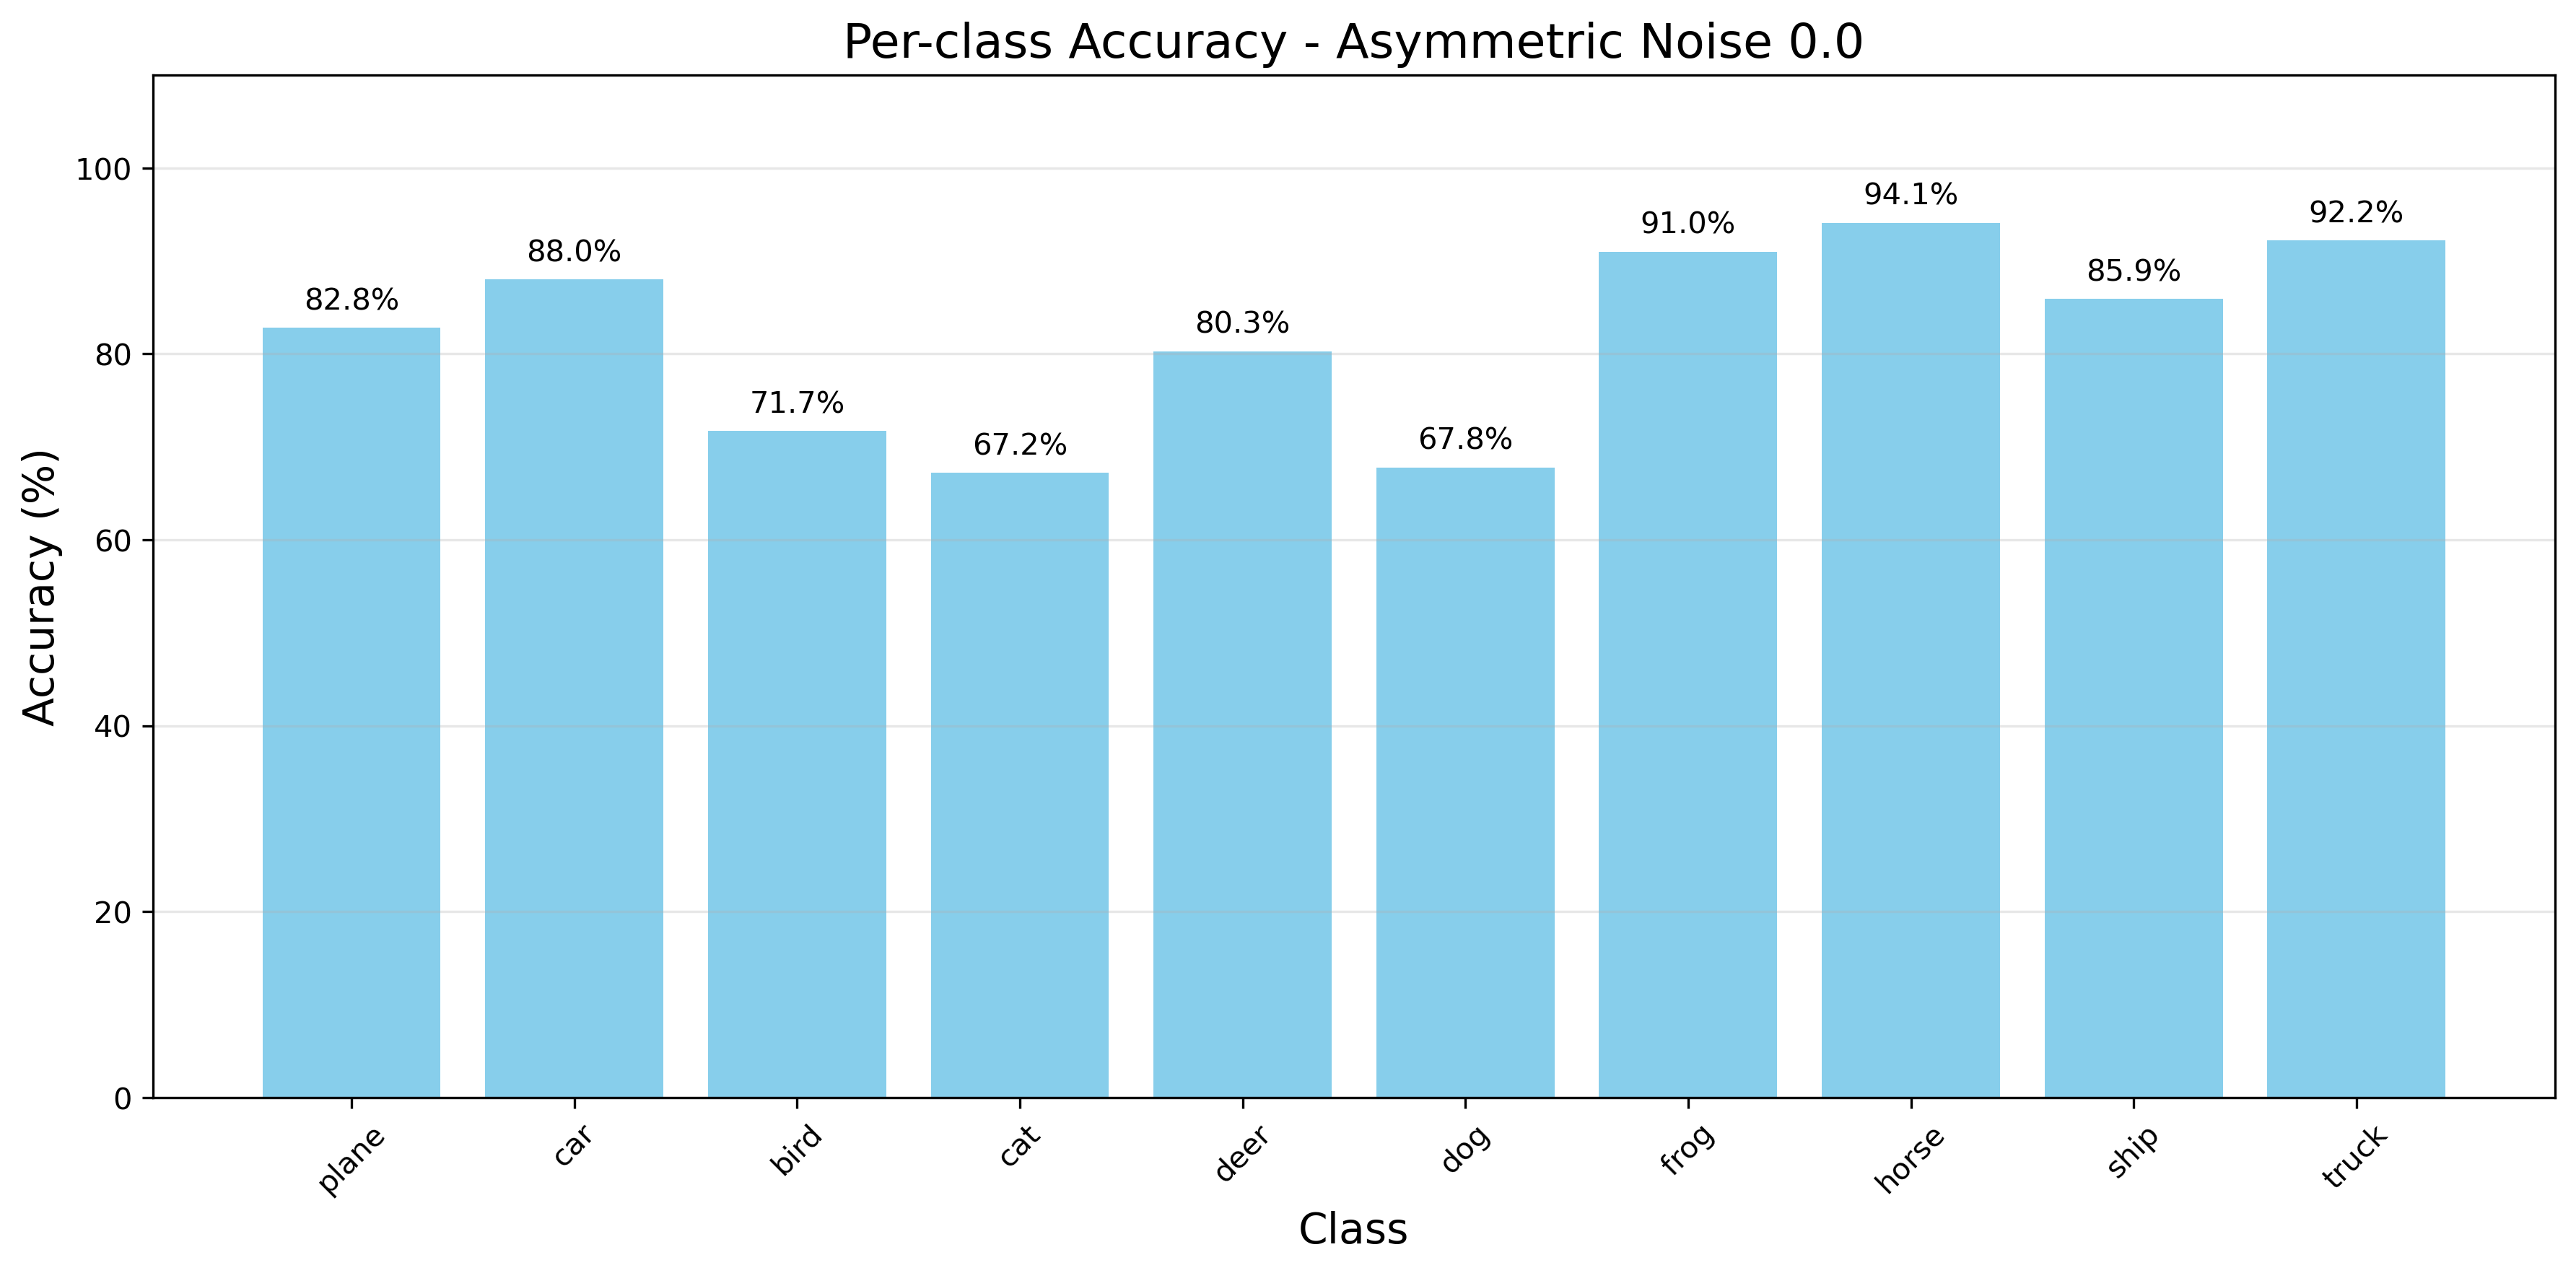 Per-class Accuracy - Asymmetric Noise 0.0
Accuracy (%)
100
80
60
40
20
0
82.8%
88.0%
71.7%
67.2%
80.3%
67.8%
91.0%
94.1%
85.9%
92.2%
plane
car
bird
cat
deer
dog
frog
horse
ship
truck
Class